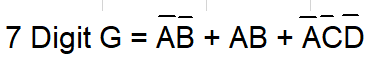 7 Digit G = A̅B̅ + AB + A̅C̅D̅